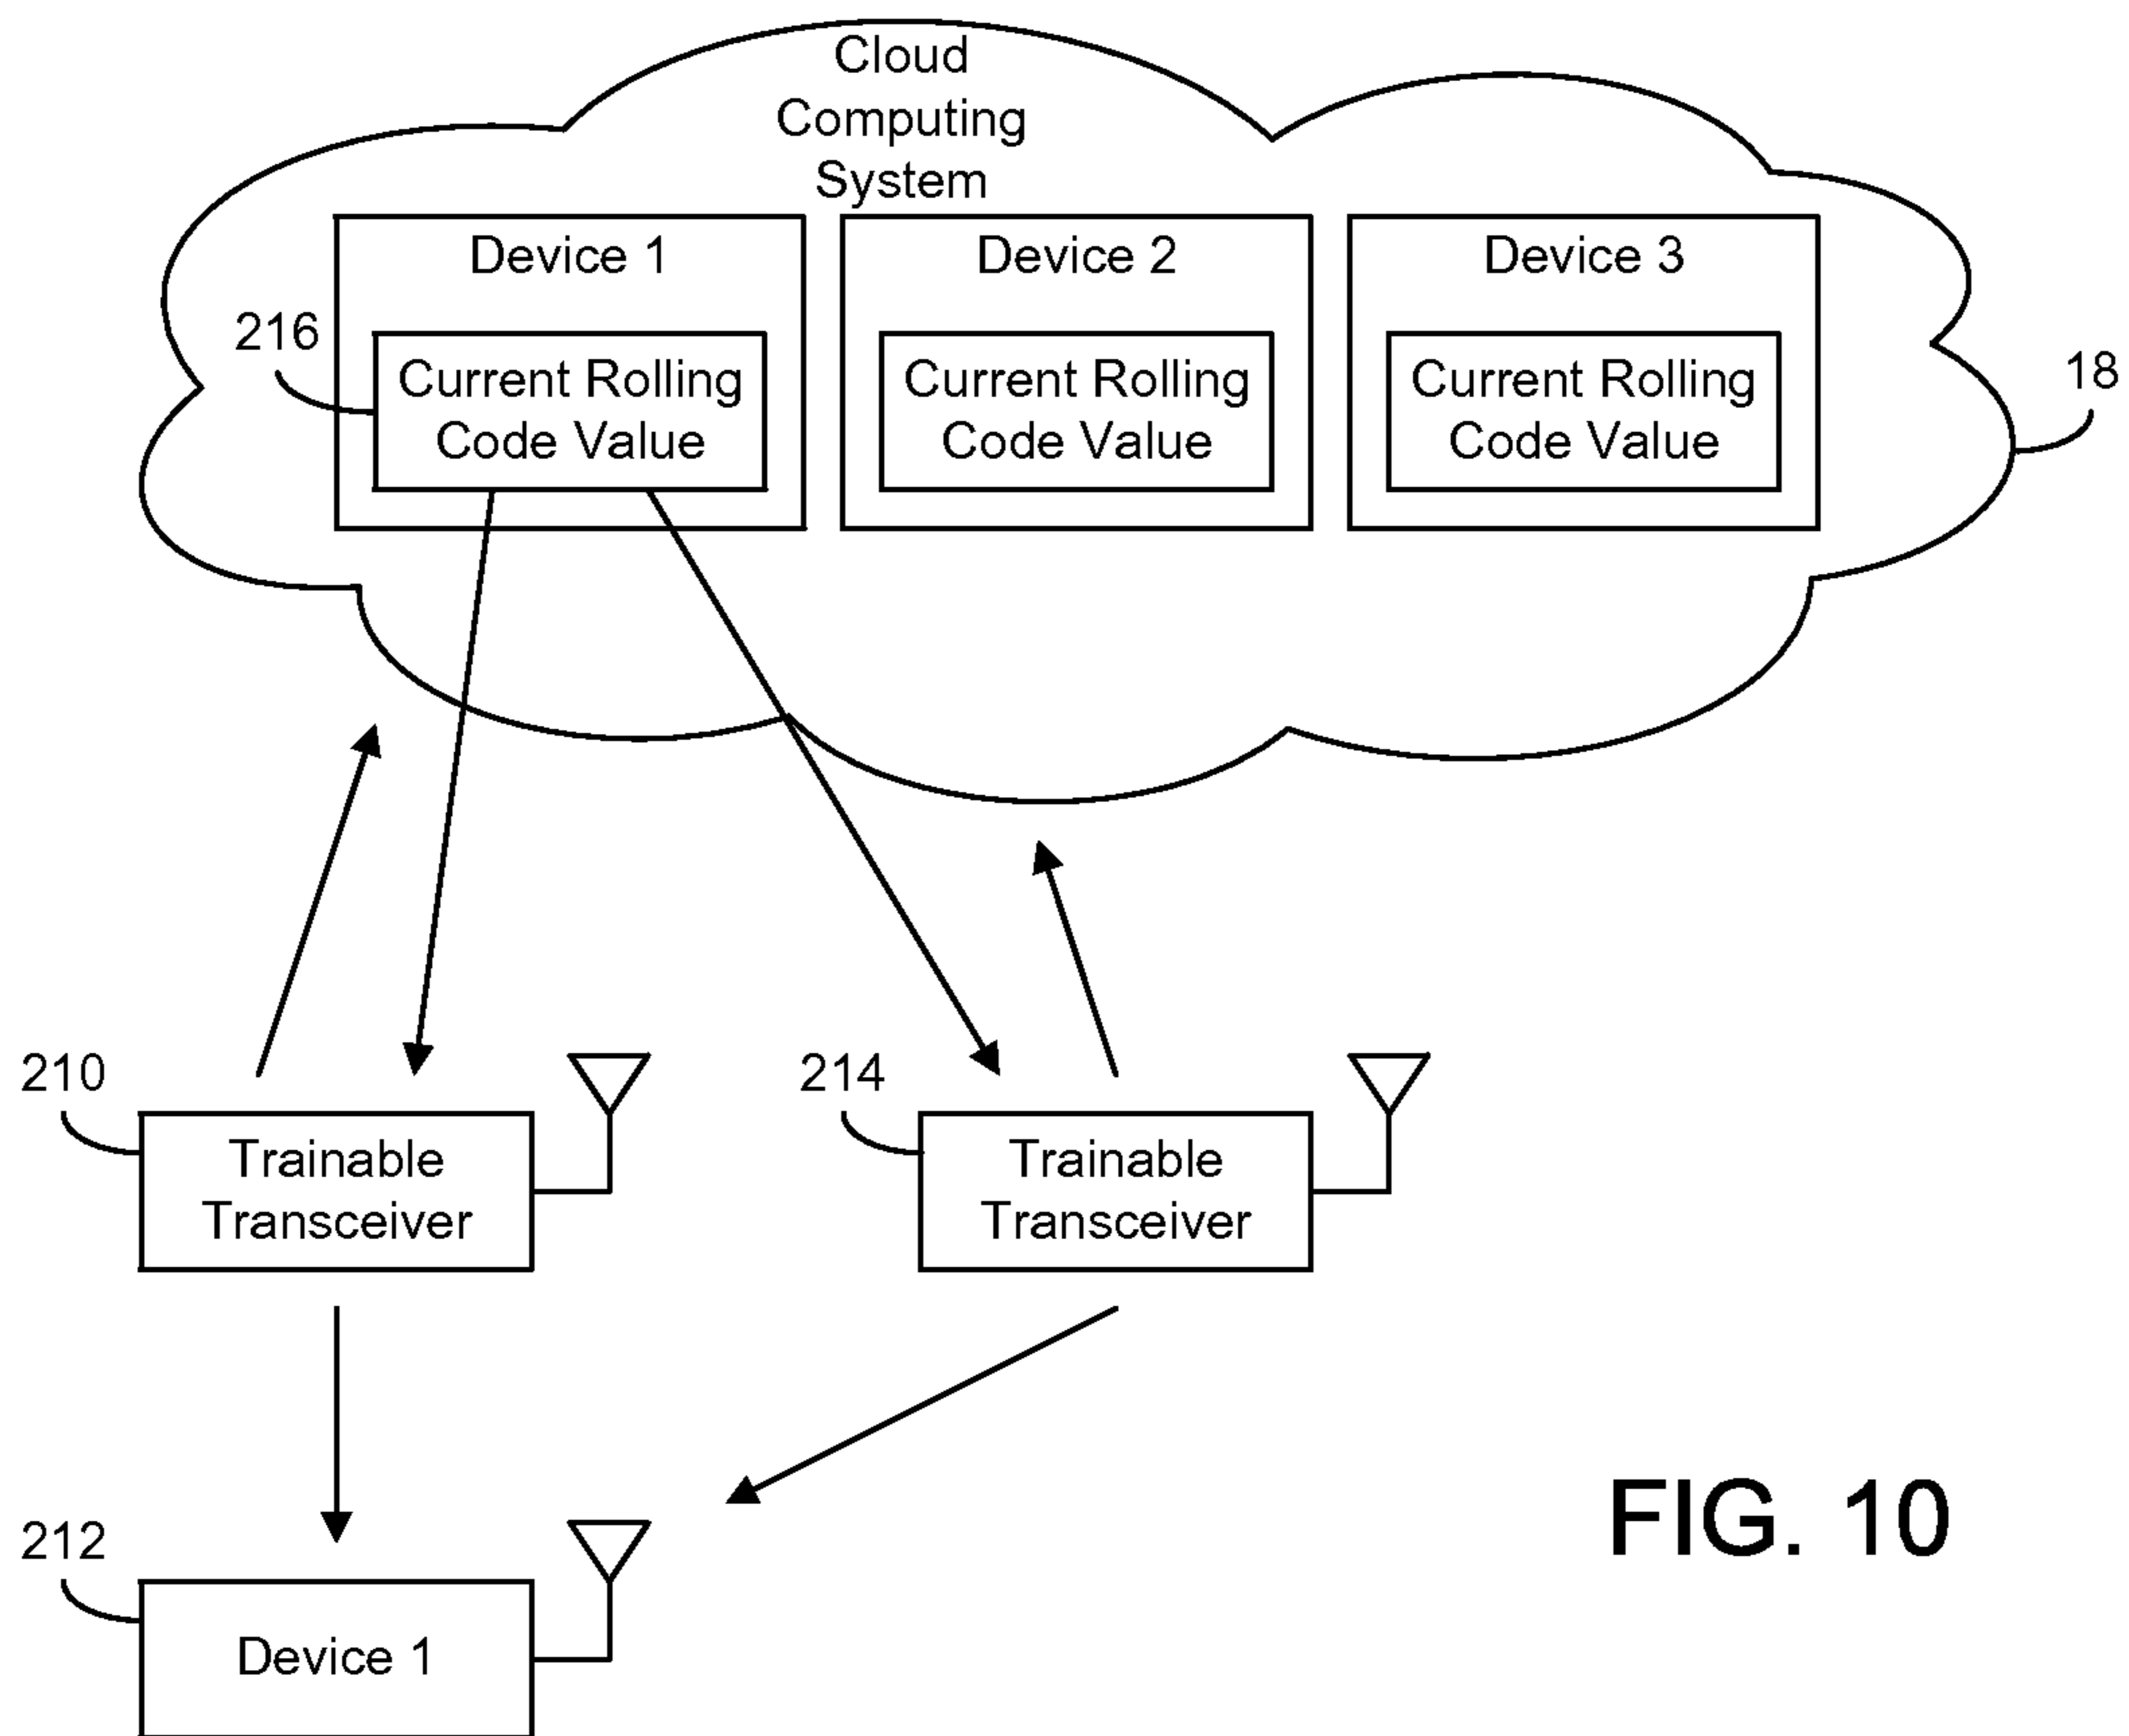 Cloud
Computing
System
Device 1
Device 2
Device 3
216
Current Rolling
Code Value
Current Rolling
Code Value
Current Rolling
Code Value
18
210
Trainable
Transceiver
214
Trainable
Transceiver
212
Device 1
FIG. 10